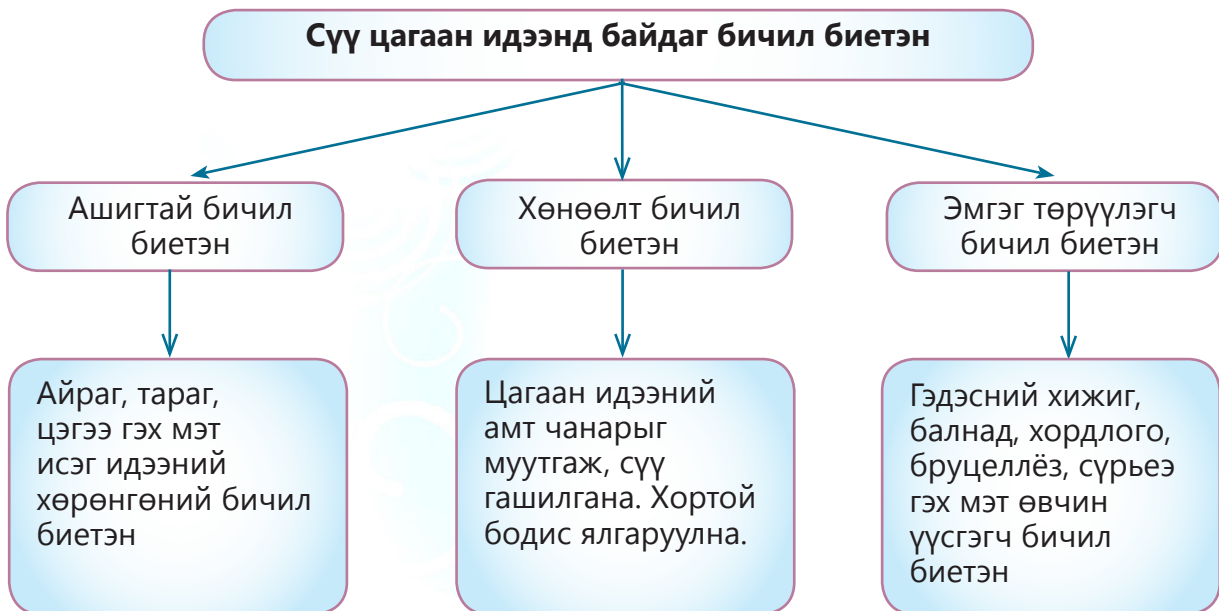 Сүү цагаан идээнд байдаг бичил биетэн
Ашигтай бичил
биетэн
Хөнөөлт бичил
биетэн
Эмгэг төрүүлэгч
бичил биетэн
Айраг, тараг,
цэгээ гэх мэт
исэг идээний
хөрөнгөний бичил
биетэн
Цагаан идээний
амт чанарыг
муутгаж, сүү
гашилгана. Хортой
бодис ялгаруулна.
Гэдэсний хижиг,
балнад, хордлого,
бруцеллёз, сүрьеэ
гэх мэт өвчин
үүсгэгч бичил
биетэн